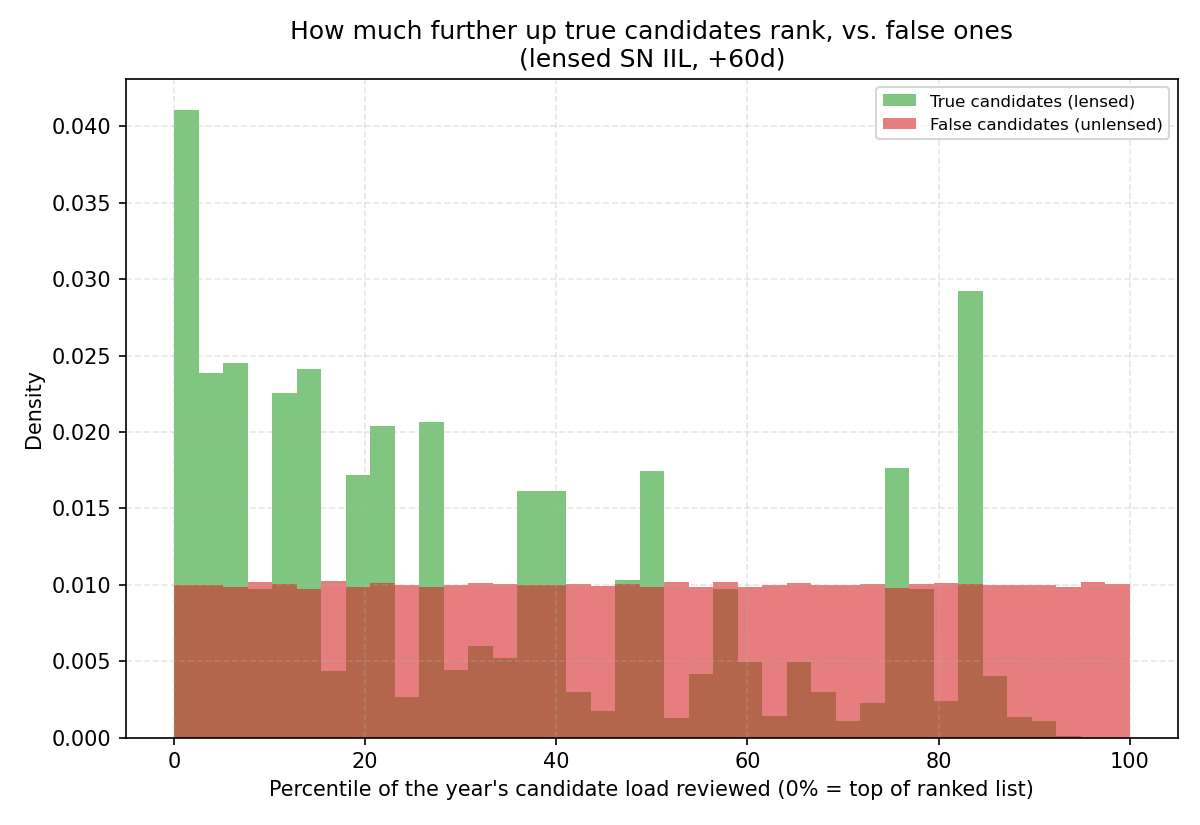 How much further up true candidates rank, vs. false ones
(lensed SN IIL, +60d)
True candidates (lensed)
False candidates (unlensed)
Density
0.040
0.035
0.030
0.025
0.020
0.015
0.010
0.005
0.000
0
20
40
60
80
100
Percentile of the year's candidate load reviewed (0% = top of ranked list)